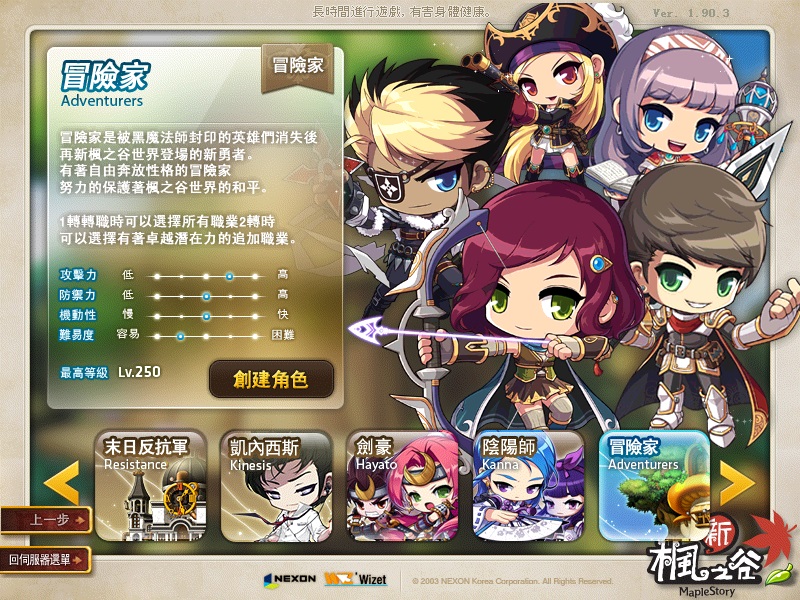 長時間進行遊戲, 有害身體健康。
Ver. 1.90.3
冒險家
冒險家
Adventurers
冒險家是被黑魔法師封印的英雄們消失後
再新楓之谷世界登場的新勇者。
有著自由奔放性格的冒險家
努力的保護著楓之谷世界的和平。
1轉轉職時可以選擇所有職業2轉時
可以選擇有著卓越潛在力的追加職業。
攻擊力 低 高
防禦力 低 高
機動性 慢 快
難易度 容易 困難
最高等級 Lv.250
創建角色
末日反抗軍
Resistance
凱內西斯
Kinesis
劍豪
Hayato
陰陽師
Kanna
冒險家
Adventurers
上一步
回伺服器選單
新
楓之谷
MapleStory
NEXON
Wizet
© 2003 NEXON Korea Corporation. All Rights Reserved.